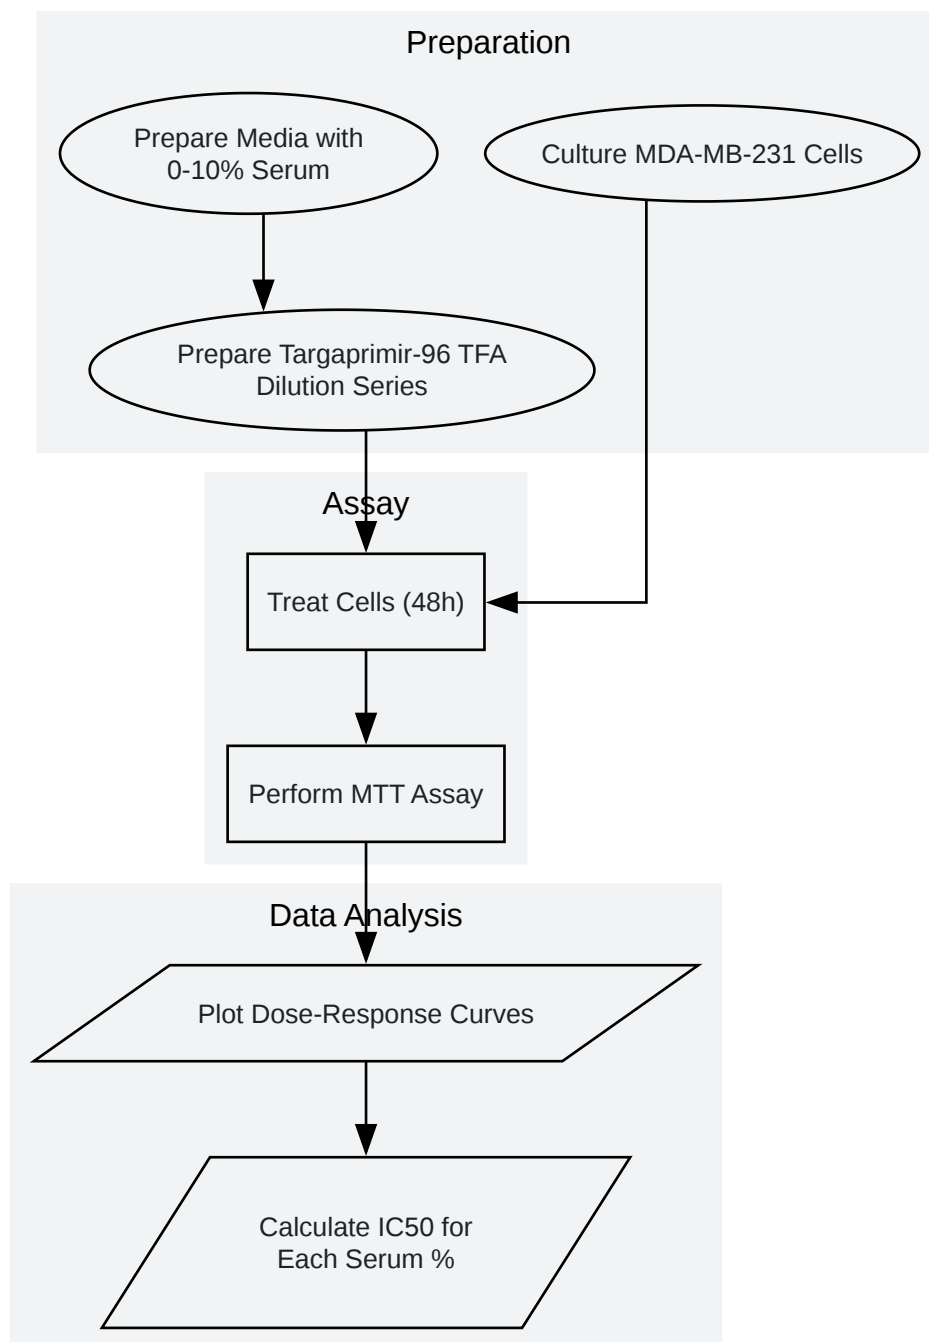 Preparation
Prepare Media with
0-10% Serum
Culture MDA-MB-231 Cells
Prepare Targaprimir-96 TFA
Dilution Series
Assay
Treat Cells (48h)
Perform MTT Assay
Data Analysis
Plot Dose-Response Curves
Calculate IC50 for
Each Serum %